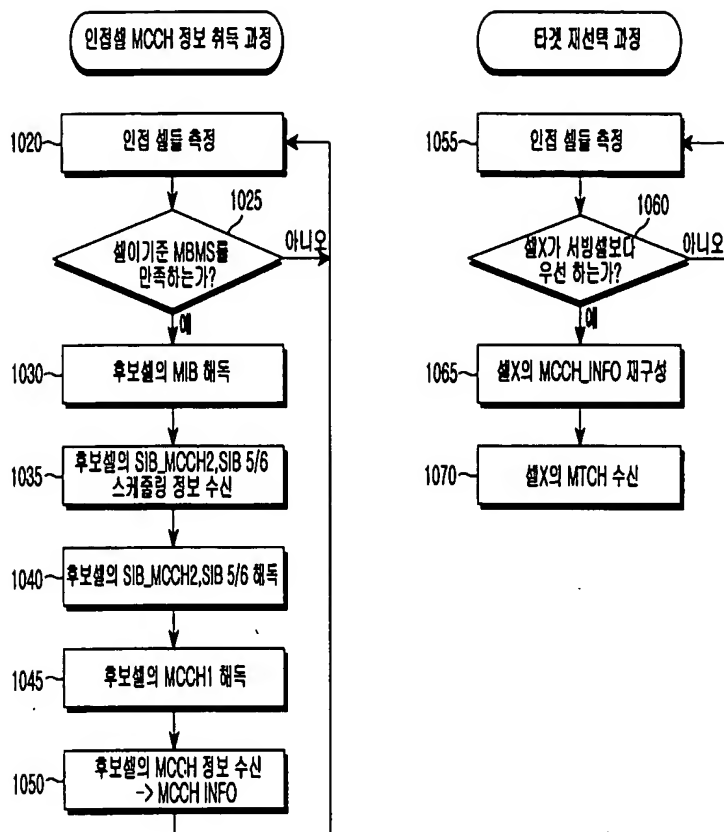 인접셀 MCCH 정보 취득 과정
1020
인접 셀들 측정
1025
셀이기준 MBMS를
만족하는가?
아니오
예
1030
후보셀의 MIB 해독
1035
후보셀의 SIB_MCCH2,SIB 5/6
스케줄링 정보 수신
1040
후보셀의 SIB_MCCH2,SIB 5/6 해독
1045
후보셀의 MCCH1 해독
1050
후보셀의 MCCH 정보 수신
-> MCCH INFO
타겟 재선택 과정
1055
인접 셀들 측정
1060
셀X가 서빙셀보다
우선 하는가?
아니오
예
1065
셀X의 MCCH_INFO 재구성
1070
셀X의 MTCH 수신